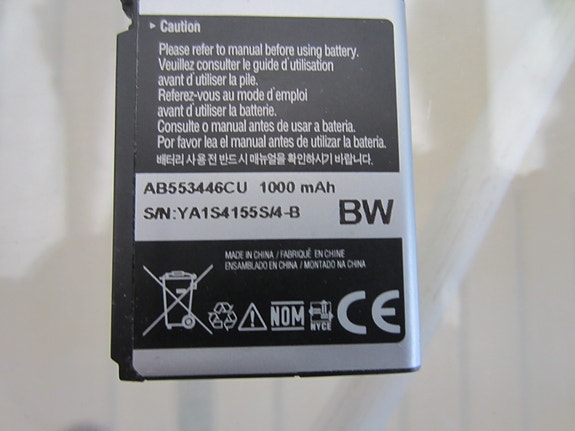 Caution
Please refer to manual before using battery.
Veuillez consulter le guide d'utilisation
avant d'utiliser la pile.
Referez-vous au mode d'emploi
avant d'utiliser la batterie.
Consulte o manual antes de usar a bateria.
Por favor lea el manual antes de utilizar la batería.
배터리 사용 전 반드시 매뉴얼을 확인하시기 바랍니다.
AB553446CU 1000 mAh
S/N:YA1S4155S/4-B
BW
MADE IN CHINA / FABRIQUÉ EN CHINE
ENSAMBLADO EN CHINA / MONTADO NA CHINA
NOM
NYCE
CE